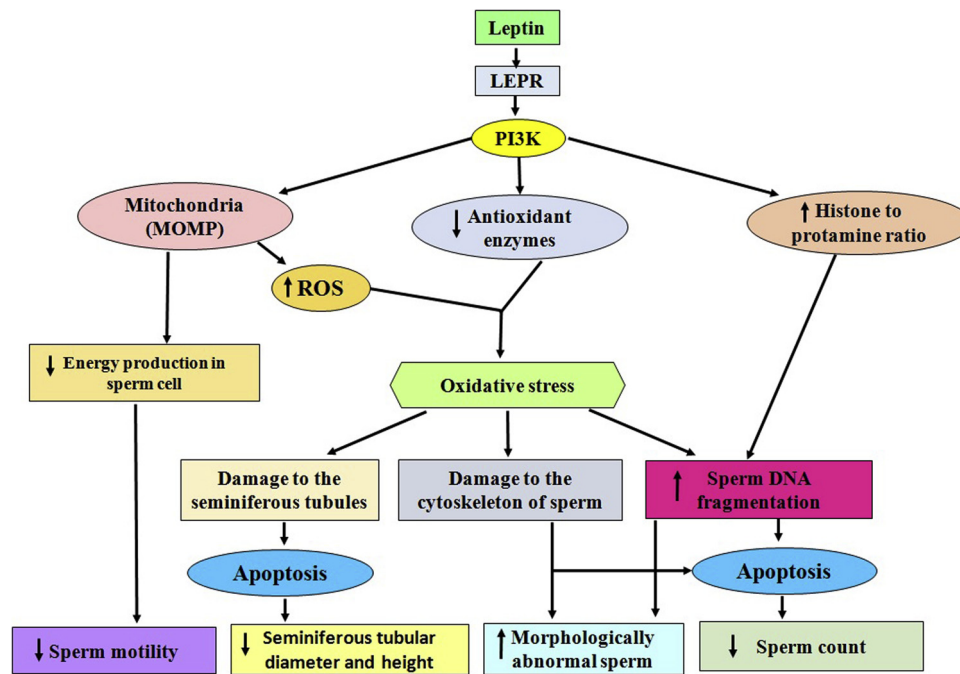 Leptin
LEPR
PI3K
Mitochondria
(MOMP)
↓ Antioxidant
enzymes
↑ Histone to
protamine ratio
↑ ROS
↓ Energy production in
sperm cell
Oxidative stress
Damage to the
seminiferous tubules
Damage to the
cytoskeleton of sperm
↑ Sperm DNA
fragmentation
Apoptosis
Apoptosis
↓ Sperm motility
↓ Seminiferous tubular
diameter and height
↑ Morphologically
abnormal sperm
↓ Sperm count